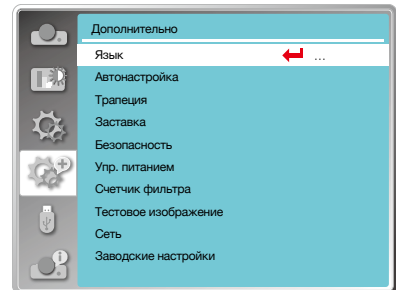 Дополнительно
Язык ...
Автонастройка
Трапеция
Заставка
Безопасность
Упр. питанием
Счетчик фильтра
Тестовое изображение
Сеть
Заводские настройки